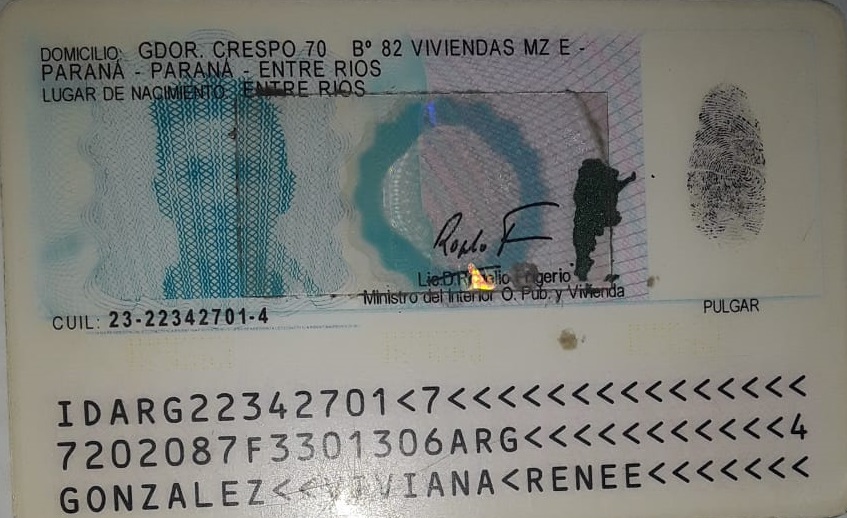 DOMICILIO: GDOR. CRESPO 70 Bº 82 VIVIENDAS MZ E -
PARANÁ - PARANÁ - ENTRE RIOS
LUGAR DE NACIMIENTO: ENTRE RIOS
Ministro del Interior O. Pub. y Vivienda
CUIL: 23-22342701-4
PULGAR
IDARG22342701<7<<<<<<<<<<<<<<<
7202087F3301306ARG<<<<<<<<<<<4
GONZALEZ<<VIVIANA<RENEE<<<<<<<